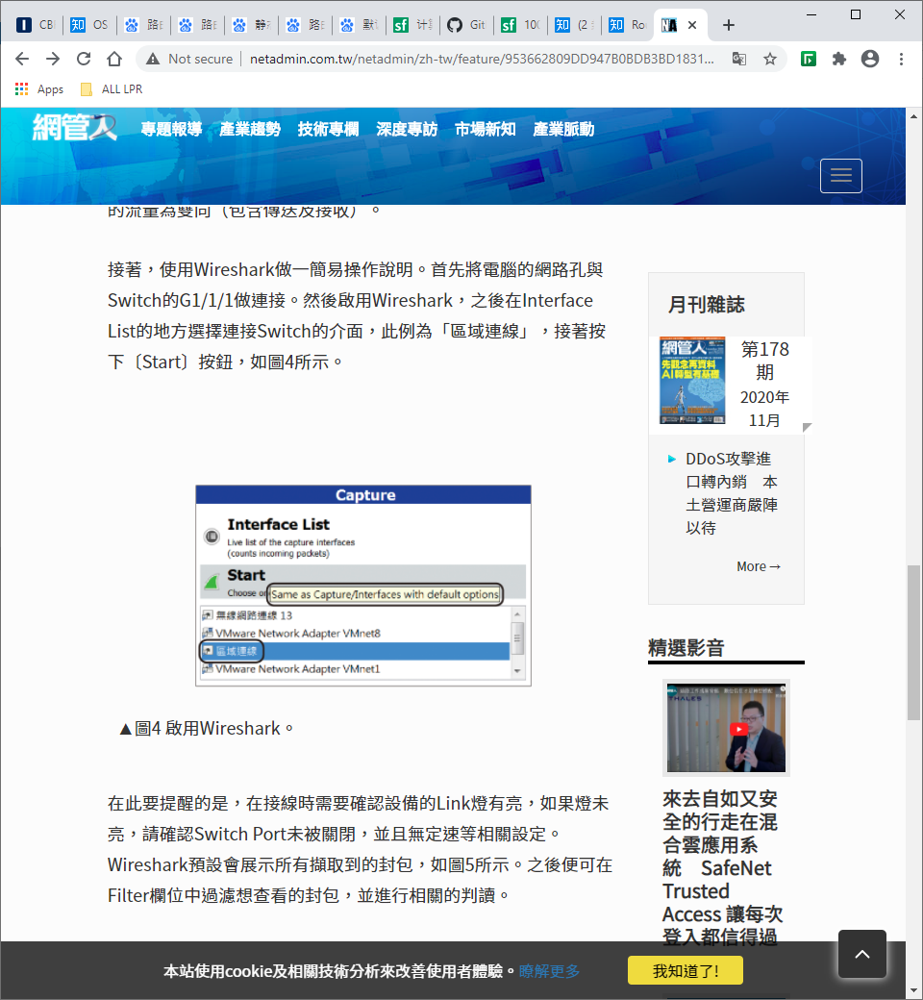 CB
知 OS
路
路
静
路
默
sf 计
Git
sf 10
知 (2
知 Ro
NA
Not secure
netadmin.com.tw/netadmin/zh-tw/feature/953662809DD947B0BDB3BD1831...
Apps
ALL LPR
網管人
專題報導 產業趨勢 技術專欄 深度專訪 市場新知 產業脈動
的流量為雙向（包含傳送及接收）。
接著，使用Wireshark做一簡易操作說明。首先將電腦的網路孔與
Switch的G1/1/1做連接。然後啟用Wireshark，之後在Interface
List的地方選擇連接Switch的介面，此例為「區域連線」，接著按
下〔Start〕按鈕，如圖4所示。
Capture
Interface List
Live list of the capture interfaces
(counts incoming packets)
Start
Choose on
Same as Capture/Interfaces with default options
無線網路連線 13
VMware Network Adapter VMnet8
區域連線
VMware Network Adapter VMnet1
▲圖4 啟用Wireshark。
在此要提醒的是，在接線時需要確認設備的Link燈有亮，如果燈未
亮，請確認Switch Port未被關閉，並且無定速等相關設定。
Wireshark預設會展示所有擷取到的封包，如圖5所示。之後便可在
Filter欄位中過濾想查看的封包，並進行相關的判讀。
月刊雜誌
網管人
先觀念再資料
AI轉型有基礎
第178
期
2020年
11月
DDoS攻擊進
口轉內銷　本
土營運商嚴陣
以待
More →
精選影音
THALES
來去自如又安
全的行走在混
合雲應用系
統　SafeNet
Trusted
Access 讓每次
登入都信得過
本站使用cookie及相關技術分析來改善使用者體驗。瞭解更多
我知道了!